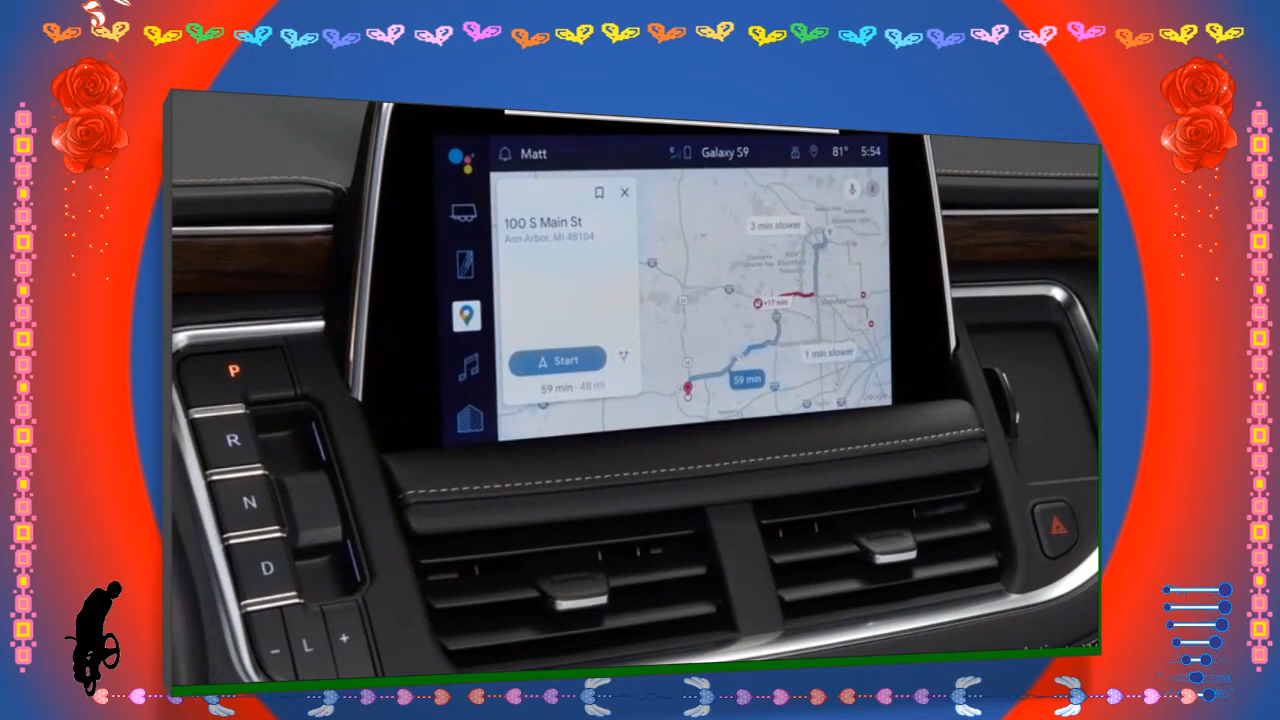 Matt
Galaxy S9
81° 5:54
100 S Main St
Ann Arbor, MI 48104
3 min slower
+17 min
1 min slower
Start
59 min
59 min · 48 mi
Google
P
R
N
D
- L +